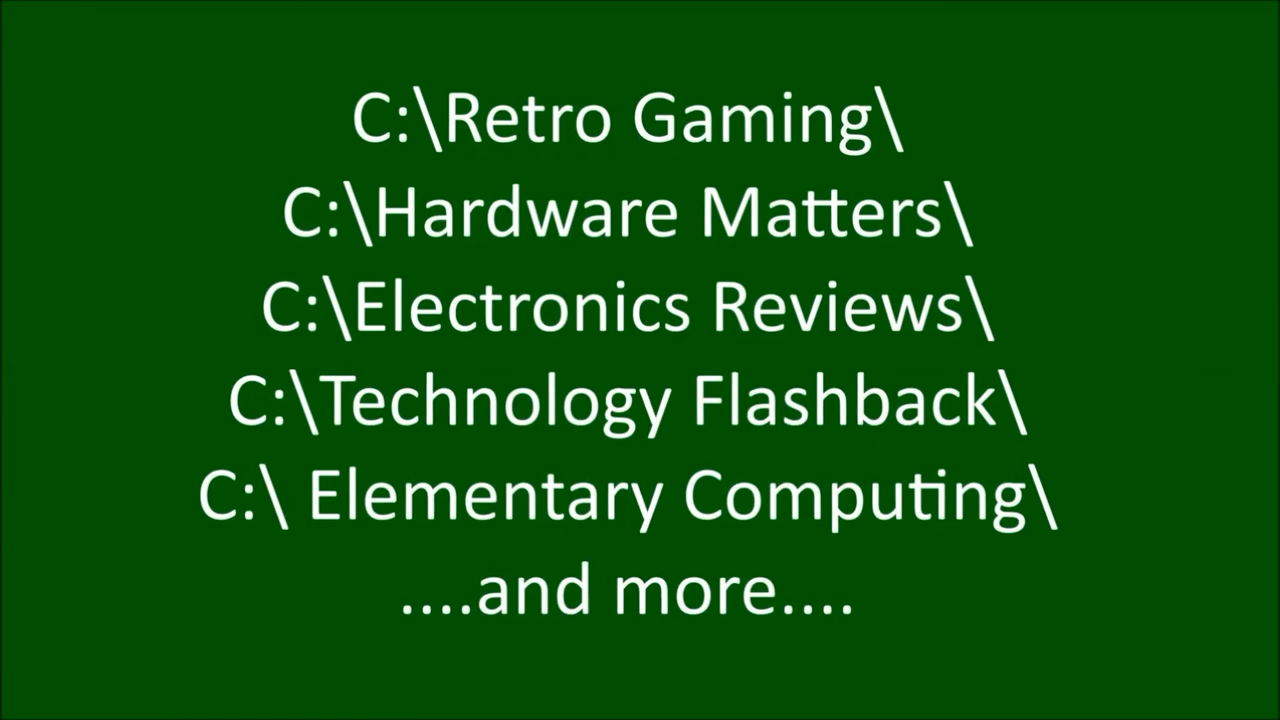 C:\Retro Gaming\
C:\Hardware Matters\
C:\Electronics Reviews\
C:\Technology Flashback\
C:\ Elementary Computing\
....and more....